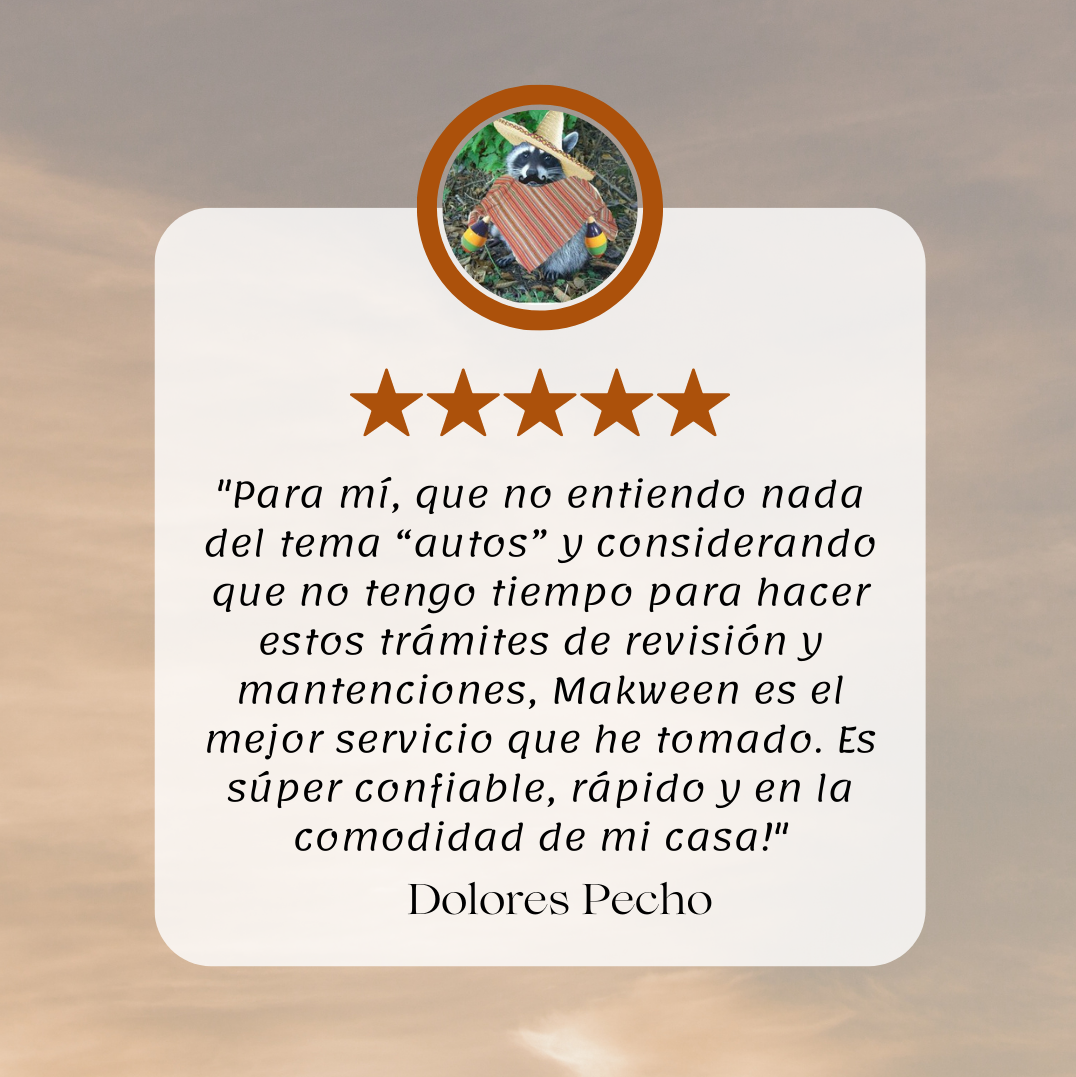 "Para mí, que no entiendo nada
del tema “autos” y considerando
que no tengo tiempo para hacer
estos trámites de revisión y
mantenciones, Makween es el
mejor servicio que he tomado. Es
súper confiable, rápido y en la
comodidad de mi casa!"
Dolores Pecho